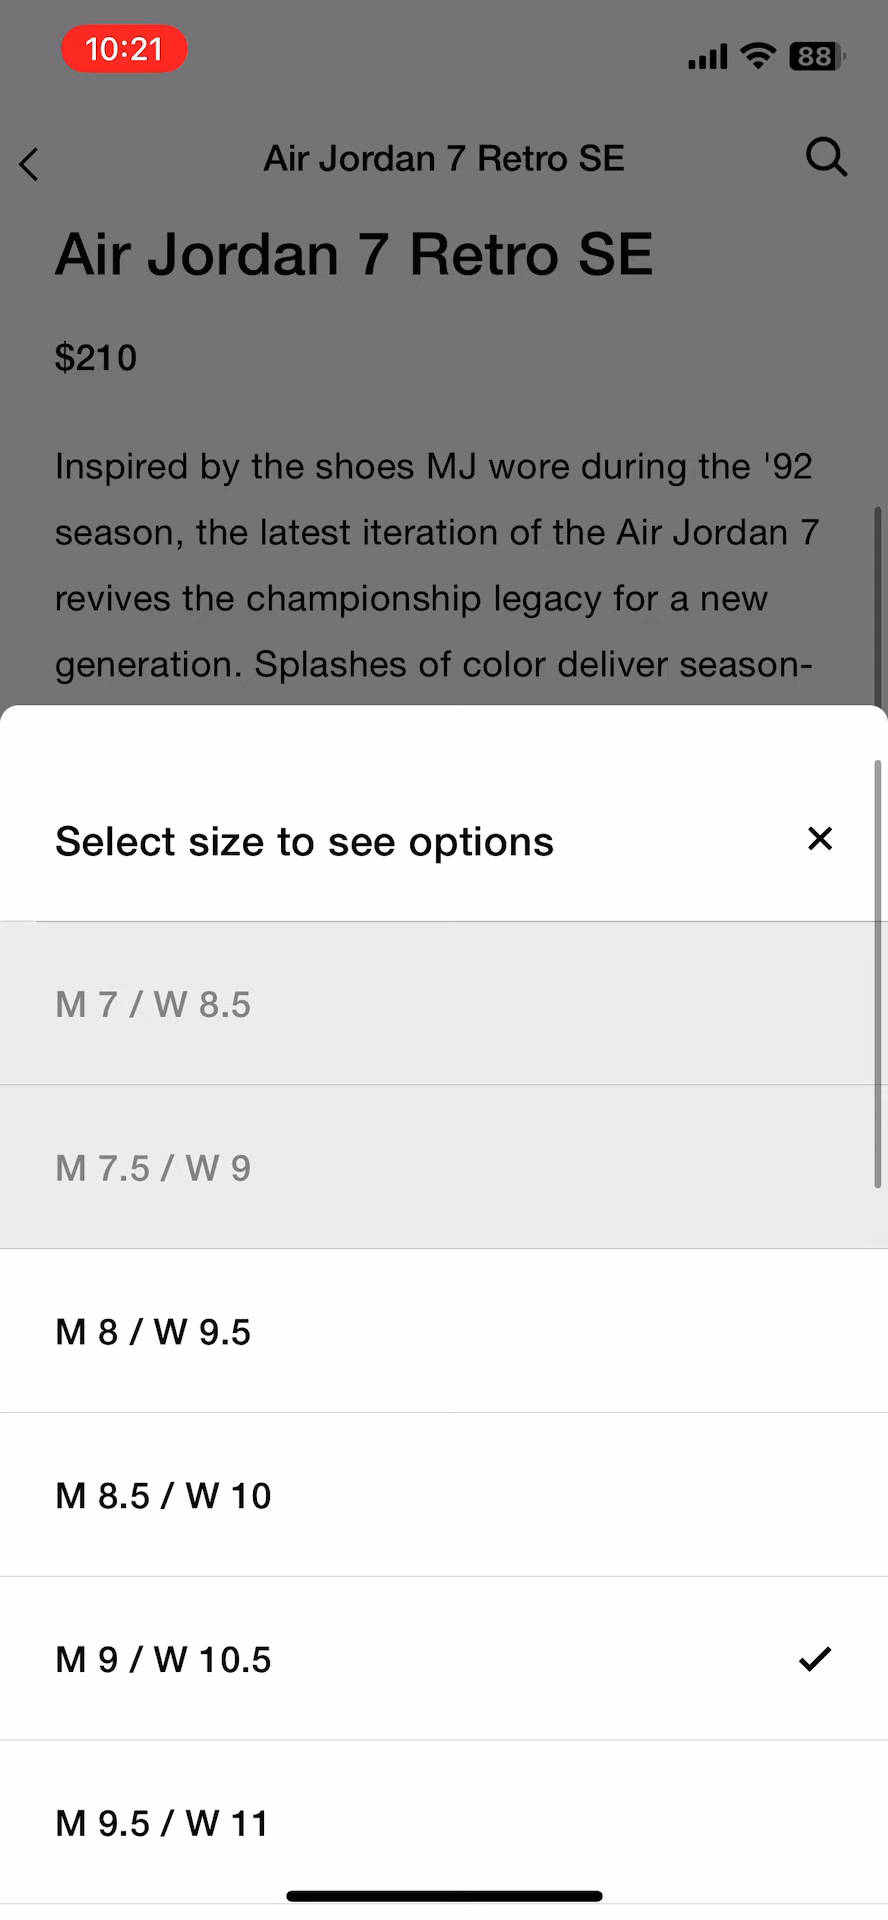 10:21
88
Air Jordan 7 Retro SE
Air Jordan 7 Retro SE
$210
Inspired by the shoes MJ wore during the '92
season, the latest iteration of the Air Jordan 7
revives the championship legacy for a new
generation. Splashes of color deliver season-
Select size to see options
M 7 / W 8.5
M 7.5 / W 9
M 8 / W 9.5
M 8.5 / W 10
M 9 / W 10.5
M 9.5 / W 11